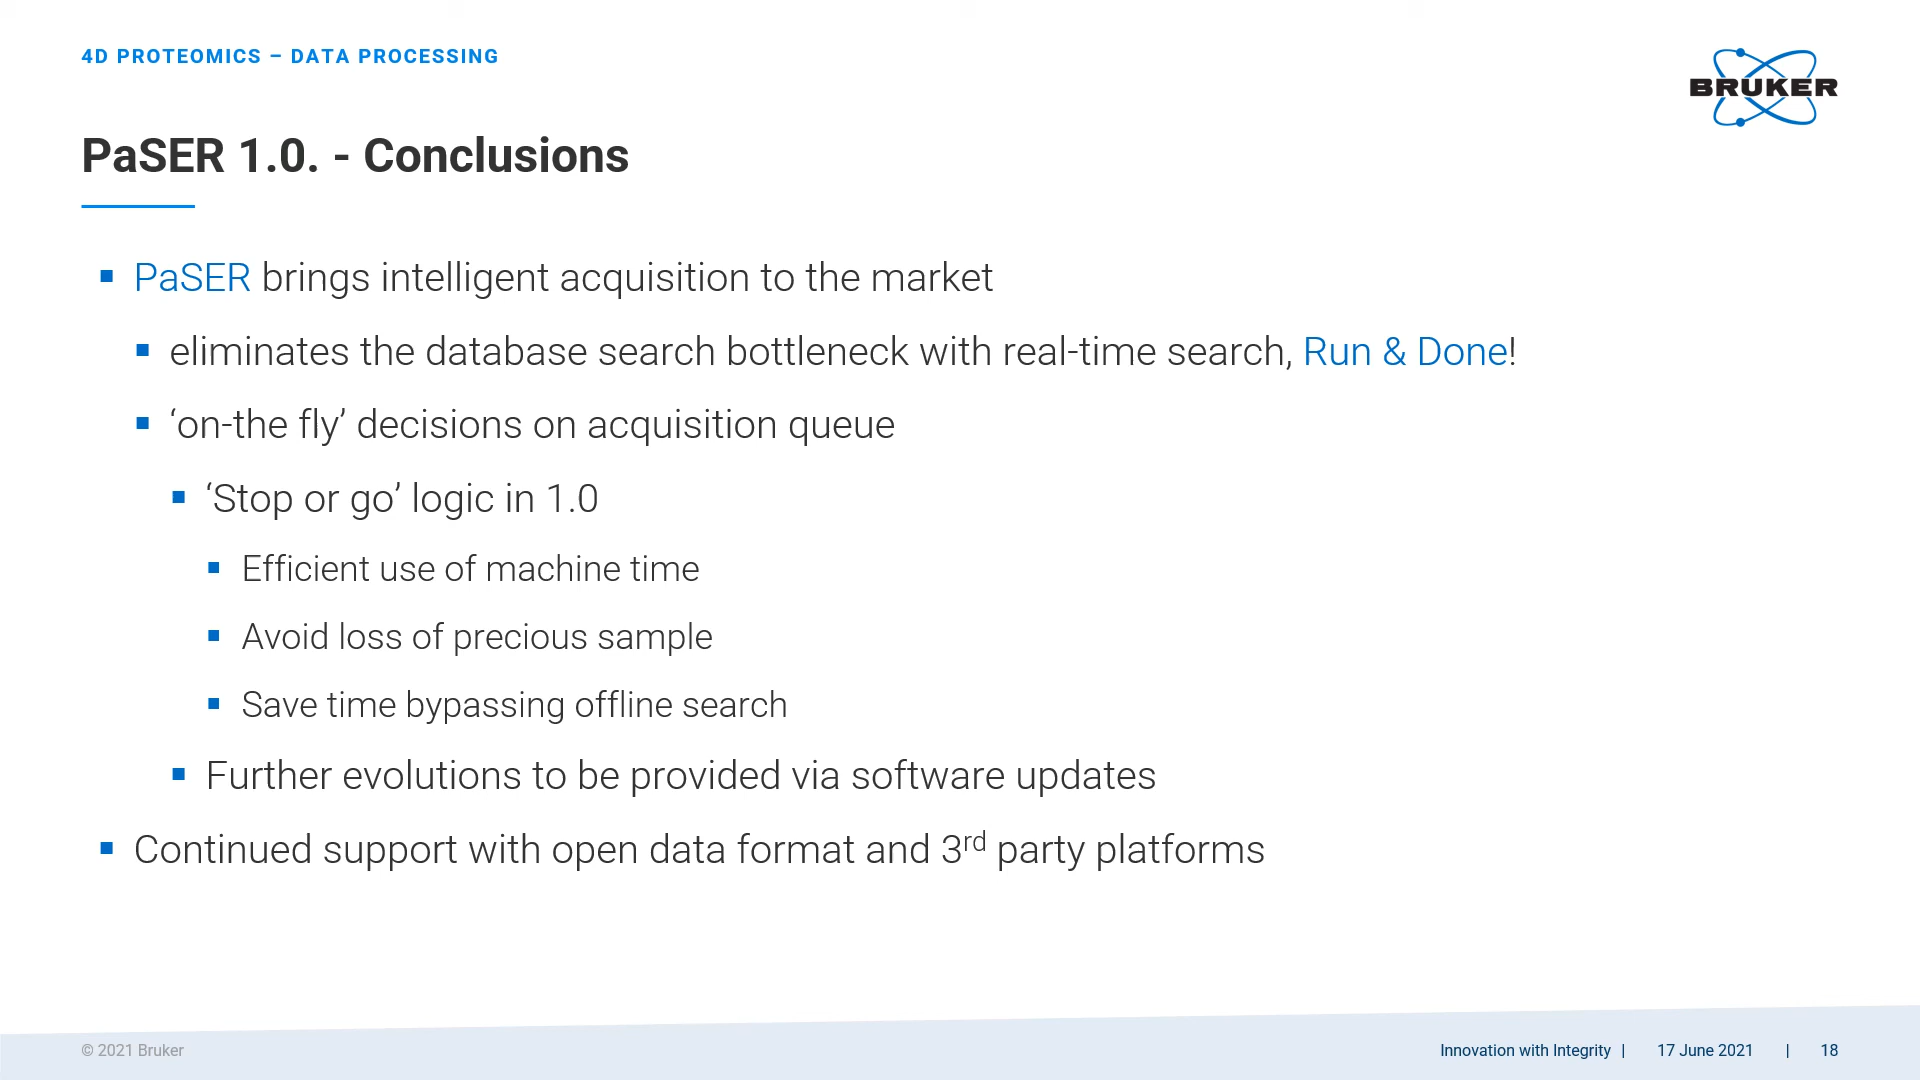 4D PROTEOMICS – DATA PROCESSING
BRUKER
PaSER 1.0. - Conclusions
PaSER brings intelligent acquisition to the market
eliminates the database search bottleneck with real-time search, Run & Done!
‘on-the fly’ decisions on acquisition queue
‘Stop or go’ logic in 1.0
Efficient use of machine time
Avoid loss of precious sample
Save time bypassing offline search
Further evolutions to be provided via software updates
Continued support with open data format and 3rd party platforms
© 2021 Bruker
Innovation with Integrity | 17 June 2021 | 18